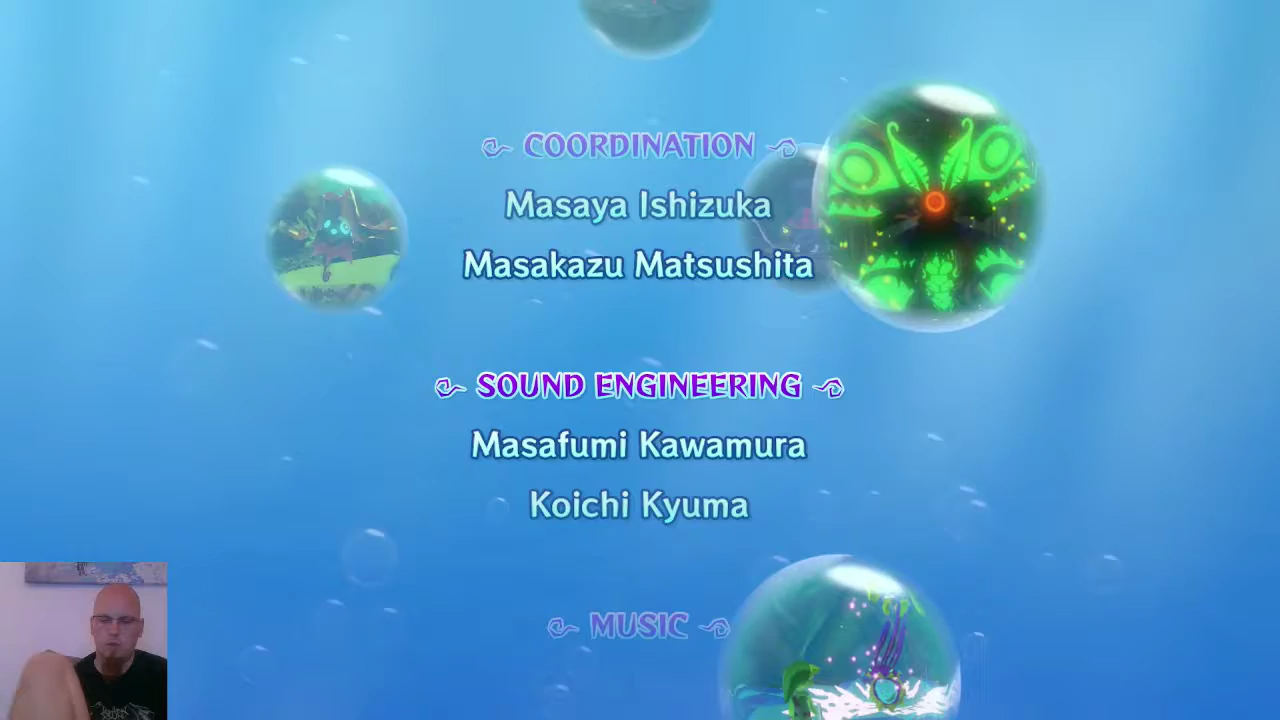 COORDINATION
Masaya Ishizuka
Masakazu Matsushita
SOUND ENGINEERING
Masafumi Kawamura
Koichi Kyuma
MUSIC